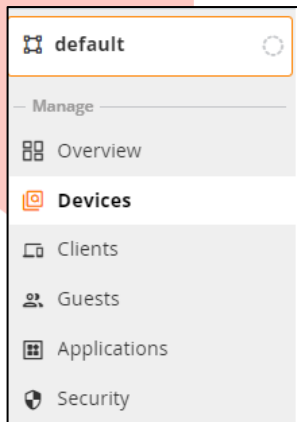 default
Manage
Overview
Devices
Clients
Guests
Applications
Security